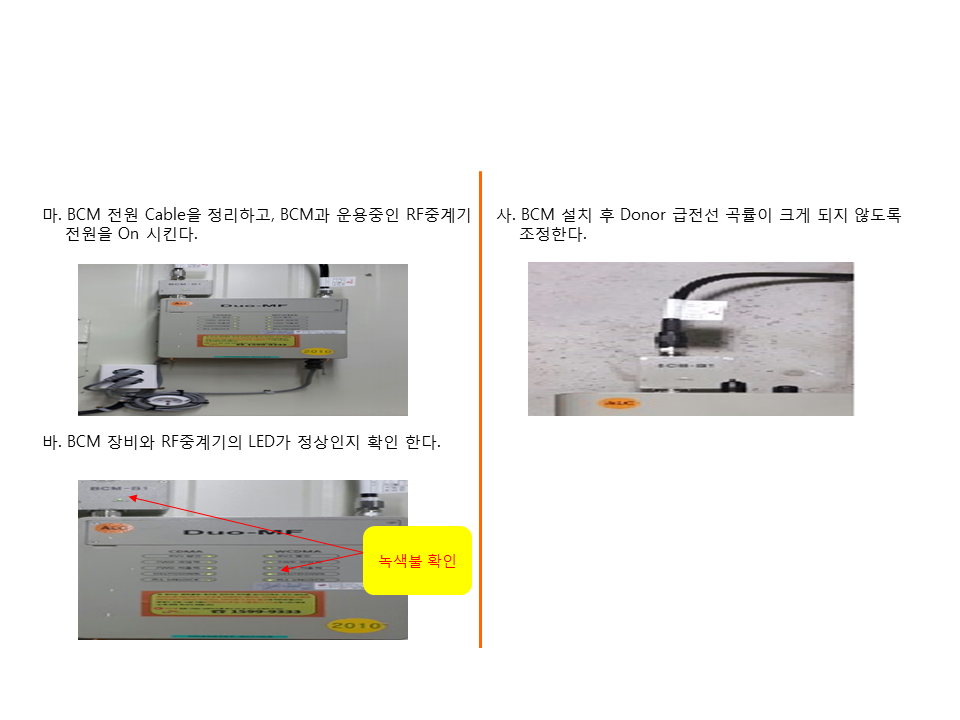 마. BCM 전원 Cable을 정리하고, BCM과 운용중인 RF중계기
전원을 On 시킨다.
BCM-01
Duo-MF
2010
바. BCM 장비와 RF중계기의 LED가 정상인지 확인 한다.
BCM-01
Duo-MF
CDMA WCDMA
☎ 1599-9333
2010
녹색불 확인
사. BCM 설치 후 Donor 급전선 곡률이 크게 되지 않도록
조정한다.